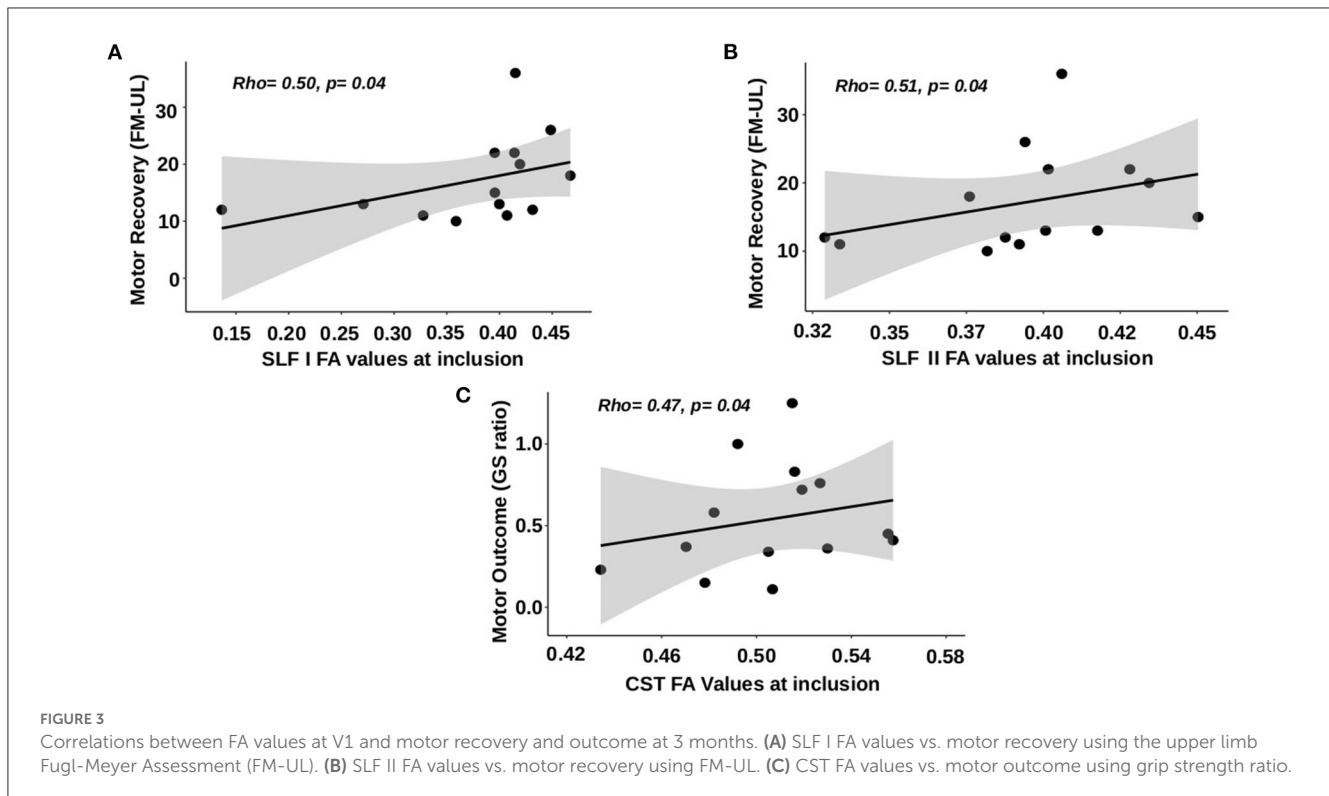 A
Rho= 0.50, p= 0.04
Motor Recovery (FM-UL)
30
20
10
0
0.15 0.20 0.25 0.30 0.35 0.40 0.45
SLF I FA values at inclusion
B
Rho= 0.51, p= 0.04
Motor Recovery (FM-UL)
30
20
10
0.32 0.35 0.37 0.40 0.42 0.45
SLF II FA values at inclusion
C
Rho= 0.47, p= 0.04
Motor Outcome (GS ratio)
1.0
0.5
0.0
0.42 0.46 0.50 0.54 0.58
CST FA Values at inclusion
FIGURE 3
Correlations between FA values at V1 and motor recovery and outcome at 3 months. (A) SLF I FA values vs. motor recovery using the upper limb
Fugl-Meyer Assessment (FM-UL). (B) SLF II FA values vs. motor recovery using FM-UL. (C) CST FA values vs. motor outcome using grip strength ratio.